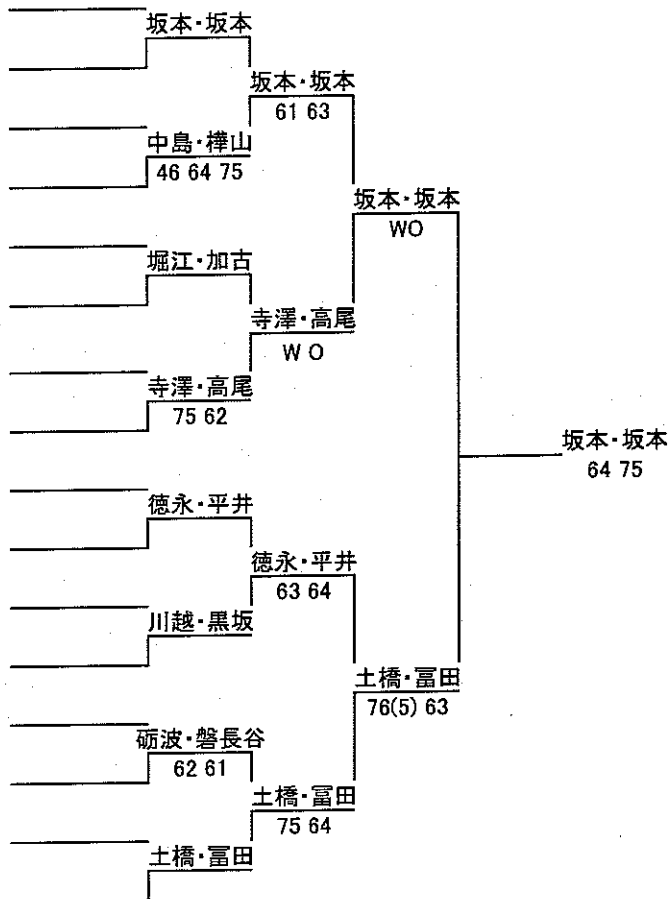 坂本・坂本
坂本・坂本
61 63
中島・樺山
46 64 75
坂本・坂本
WO
堀江・加古
寺澤・高尾
W O
寺澤・高尾
75 62
坂本・坂本
64 75
徳永・平井
徳永・平井
63 64
川越・黒坂
土橋・冨田
76(5) 63
砺波・磐長谷
62 61
土橋・冨田
75 64
土橋・冨田